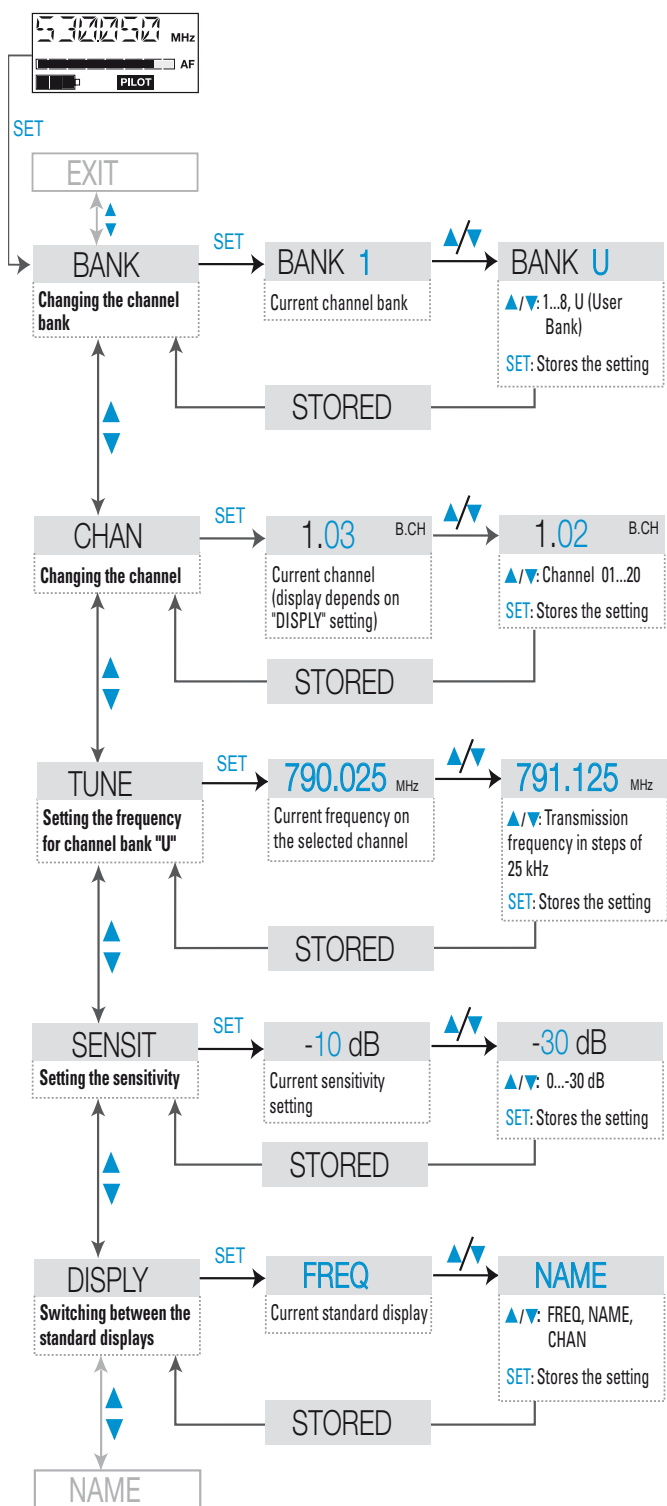 530.050 MHz
AF
PILOT
SET
EXIT
BANK
Changing the channel
bank
SET
BANK 1
Current channel bank
▲/▼
BANK U
▲/▼: 1...8, U (User
Bank)
SET: Stores the setting
STORED
CHAN
Changing the channel
SET
1.03 B.CH
Current channel
(display depends on
"DISPLY" setting)
▲/▼
1.02 B.CH
▲/▼: Channel 01...20
SET: Stores the setting
STORED
TUNE
Setting the frequency
for channel bank "U"
SET
790.025 MHz
Current frequency on
the selected channel
▲/▼
791.125 MHz
▲/▼: Transmission
frequency in steps of
25 kHz
SET: Stores the setting
STORED
SENSIT
Setting the sensitivity
SET
-10 dB
Current sensitivity
setting
▲/▼
-30 dB
▲/▼: 0...-30 dB
SET: Stores the setting
STORED
DISPLY
Switching between the
standard displays
SET
FREQ
Current standard display
▲/▼
NAME
▲/▼: FREQ, NAME,
CHAN
SET: Stores the setting
STORED
NAME